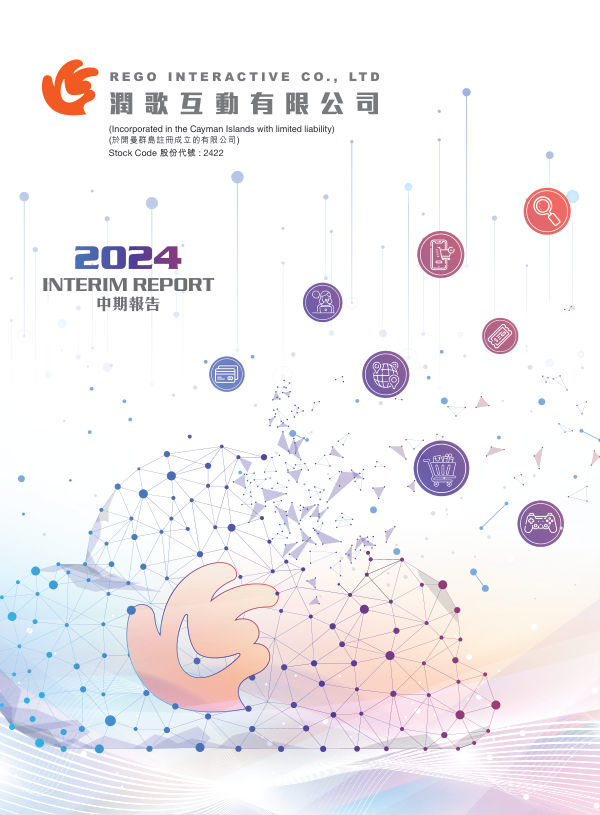 REGO INTERACTIVE CO., LTD
潤歌互動有限公司
(Incorporated in the Cayman Islands with limited liability)
(於開曼群島註冊成立的有限公司)
Stock Code 股份代號 : 2422
2024
INTERIM REPORT
中期報告